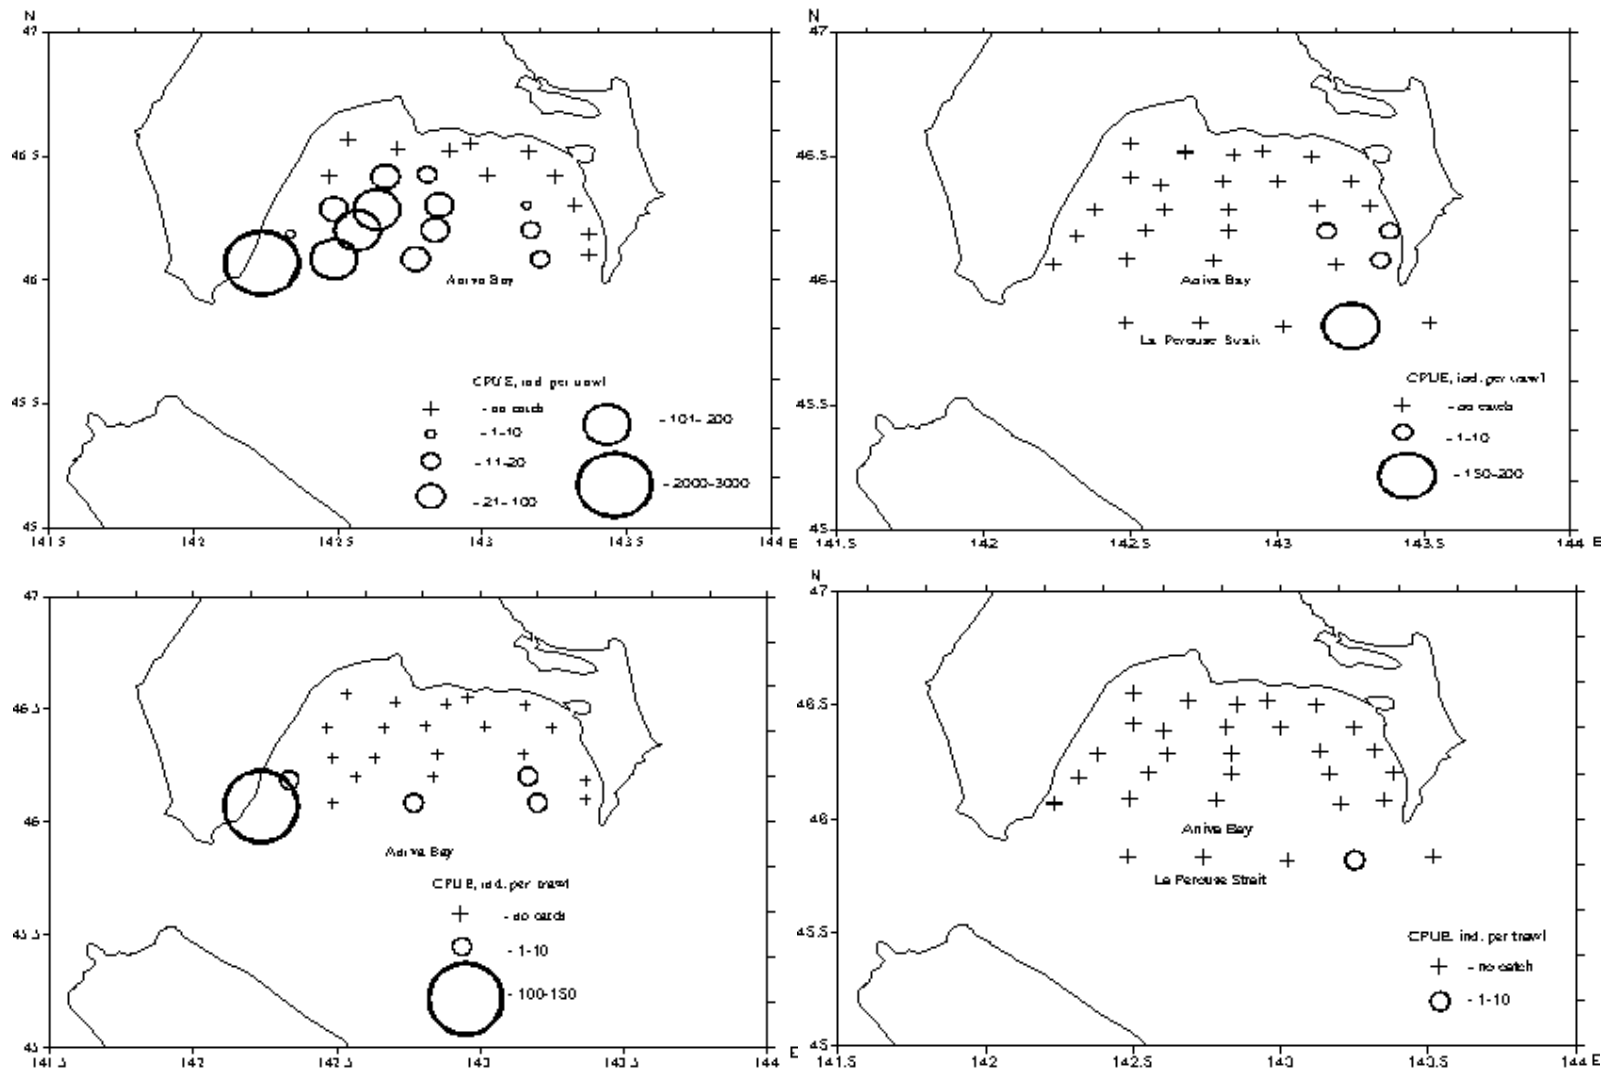 N
47
46.5
46
45.5
45
141.5 142 142.5 143 143.5 144 E
Aniva Bay
CPUE, ind. per trawl
- no catch
- 1-10
- 11-20
- 21-100
- 101-200
- 2000-3000
N
47
46.5
46
45.5
45
141.5 142 142.5 143 143.5 144 E
Aniva Bay
La Perouse Strait
CPUE, ind. per trawl
- no catch
- 1-10
- 150-200
47
46.5
46
45.5
45
141.5 142 142.5 143 143.5 144 E
Aniva Bay
CPUE, ind. per trawl
- no catch
- 1-10
- 100-150
N
47
46.5
46
45.5
45
141.5 142 142.5 143 143.5 144 E
Aniva Bay
La Perouse Strait
CPUE, ind. per trawl
- no catch
- 1-10